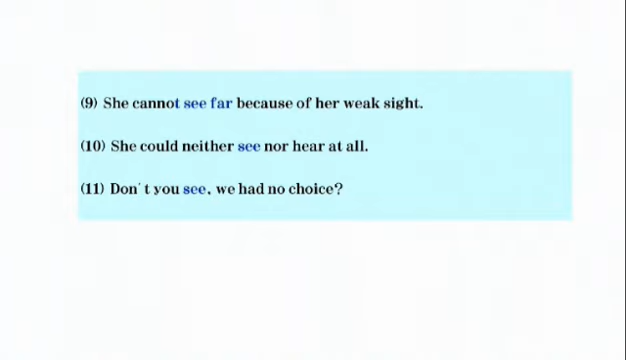 (9) She cannot see far because of her weak sight.
(10) She could neither see nor hear at all.
(11) Don't you see, we had no choice?